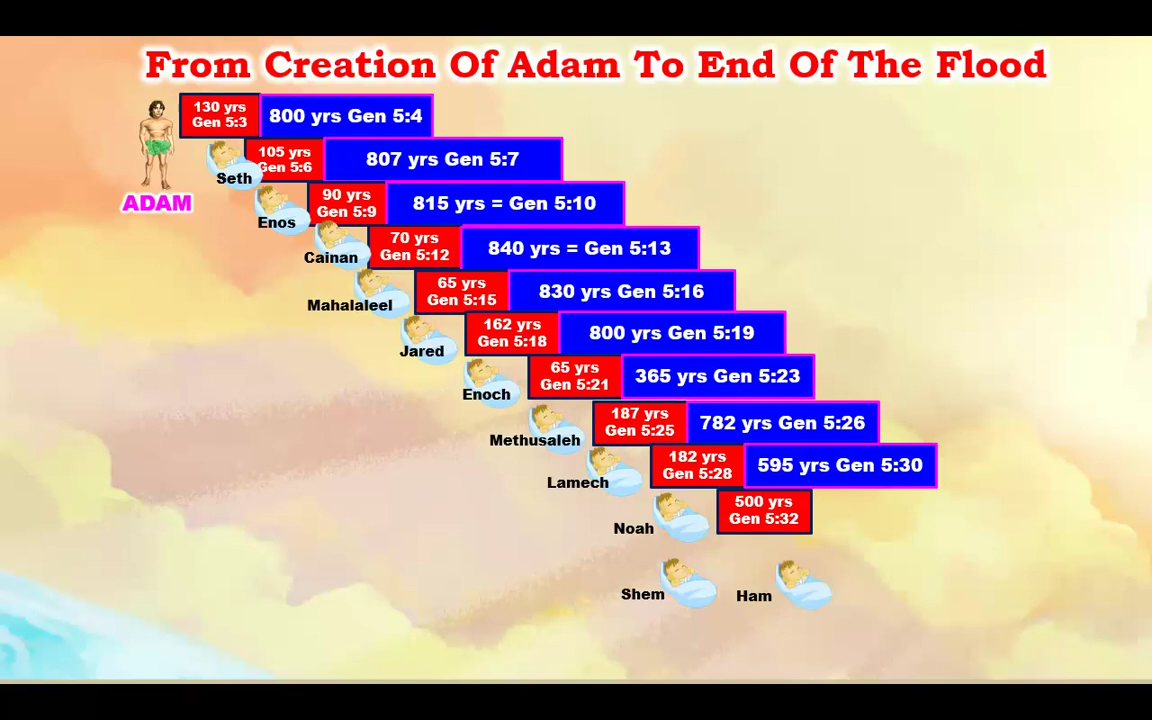 From Creation Of Adam To End Of The Flood
130 yrs
Gen 5:3
800 yrs Gen 5:4
ADAM
Seth
105 yrs
Gen 5:6
807 yrs Gen 5:7
Enos
90 yrs
Gen 5:9
815 yrs = Gen 5:10
Cainan
70 yrs
Gen 5:12
840 yrs = Gen 5:13
Mahalaleel
65 yrs
Gen 5:15
830 yrs Gen 5:16
Jared
162 yrs
Gen 5:18
800 yrs Gen 5:19
Enoch
65 yrs
Gen 5:21
365 yrs Gen 5:23
Methusaleh
187 yrs
Gen 5:25
782 yrs Gen 5:26
Lamech
182 yrs
Gen 5:28
595 yrs Gen 5:30
Noah
500 yrs
Gen 5:32
Shem
Ham